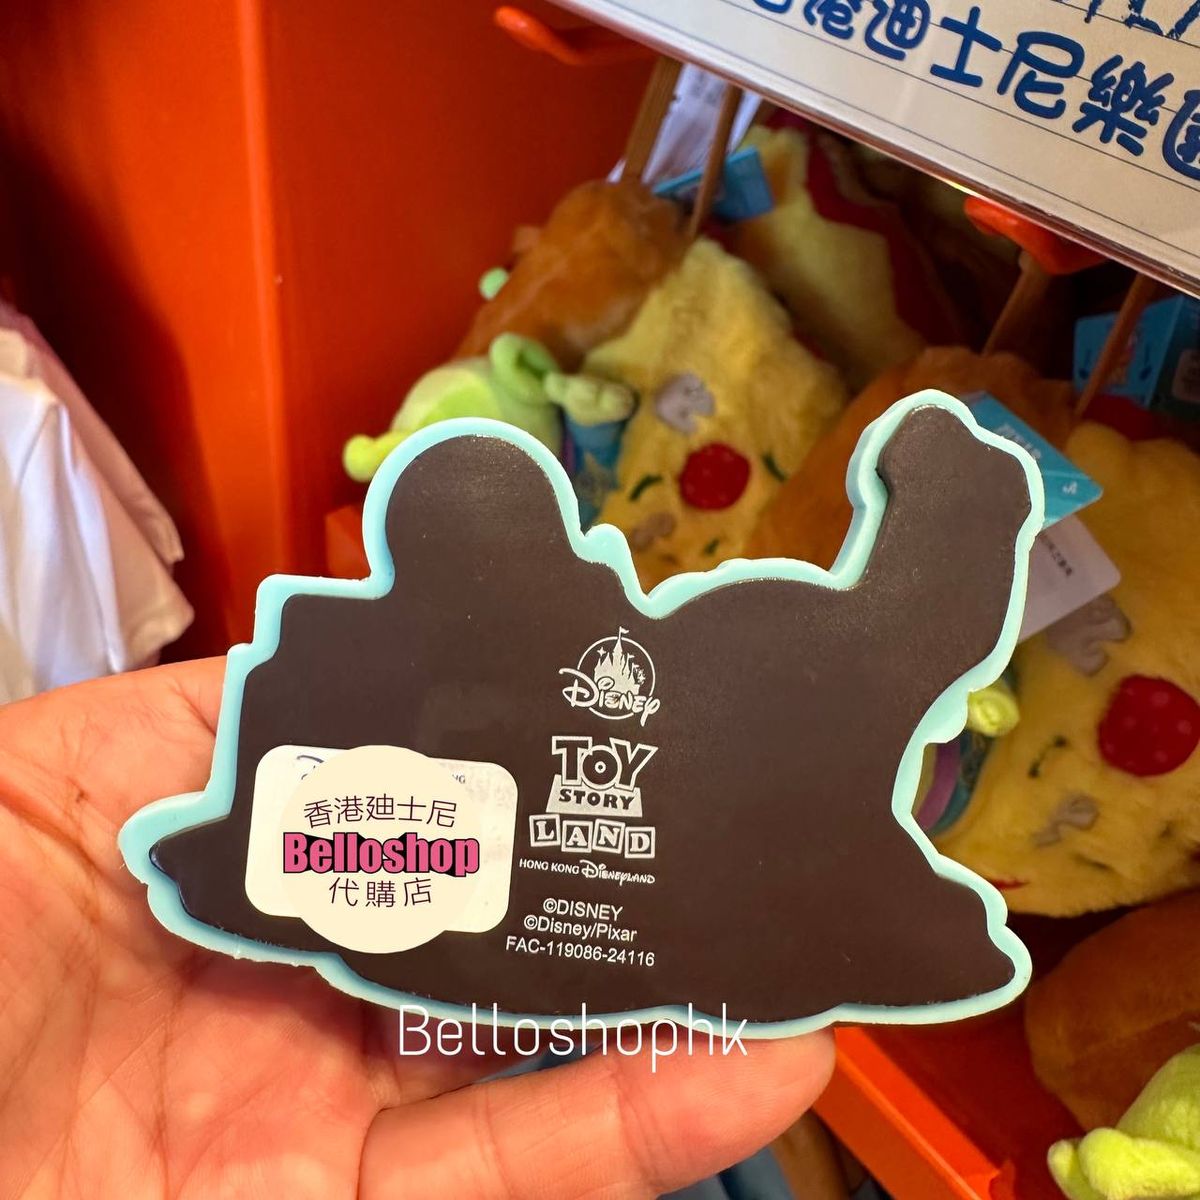 香港迪士尼樂園
DISNEY
TOY
STORY
LAND
HONG KONG DISNEYLAND
©DISNEY
©Disney/Pixar
FAC-119086-24116
香港廸士尼
Belloshop
代購店
Belloshophk